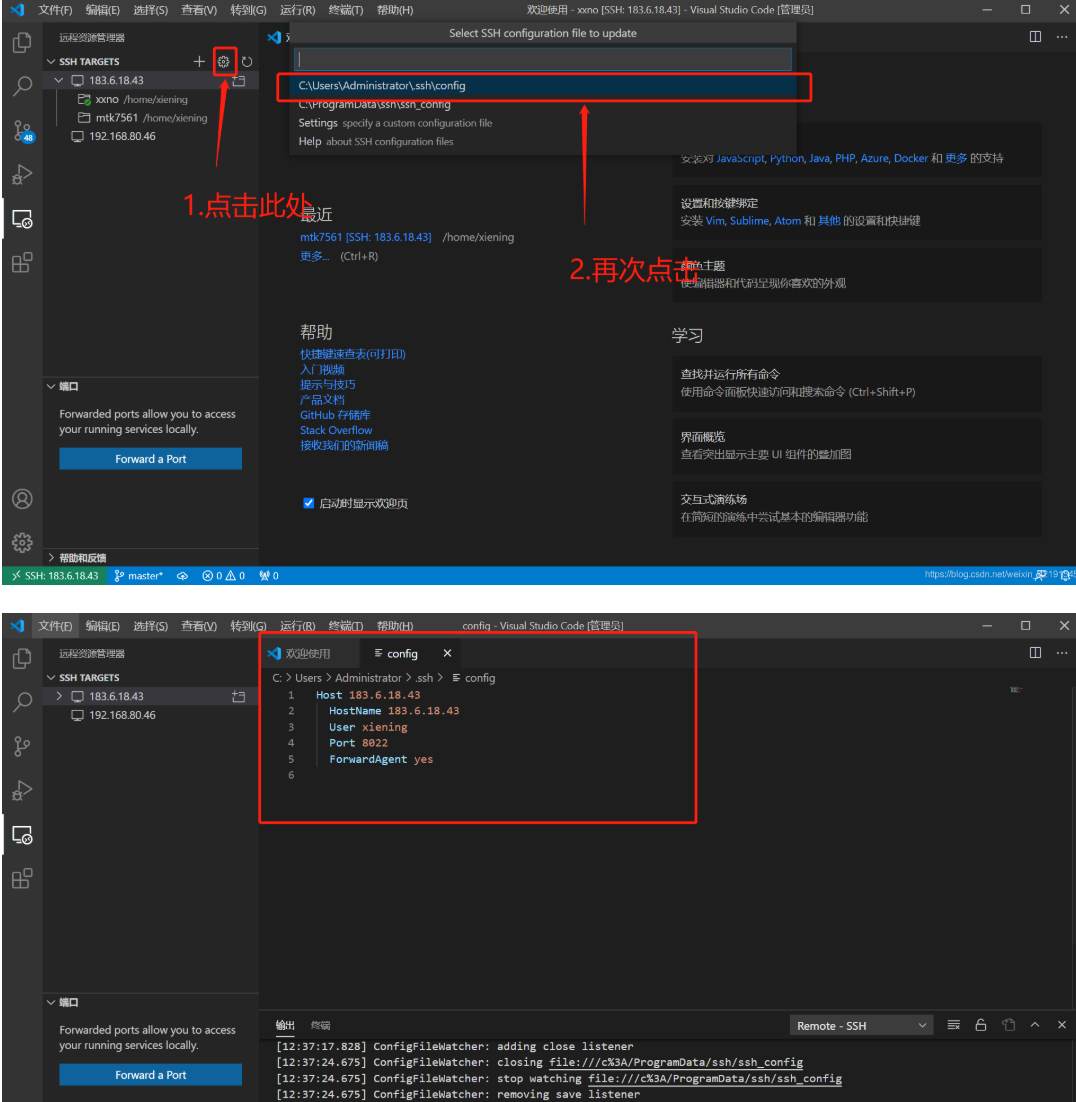 文件(F) 编辑(E) 选择(S) 查看(V) 转到(G) 运行(R) 终端(T) 帮助(H) 欢迎使用 - xxno [SSH: 183.6.18.43] - Visual Studio Code [管理员]
远程资源管理器
Select SSH configuration file to update
SSH TARGETS
183.6.18.43
xxno /home/xiening
mtk7561 /home/xiening
192.168.80.46
C:\Users\Administrator\.ssh\config
C:\ProgramData\ssh\ssh_config
Settings specify a custom configuration file
Help about SSH configuration files
48
1.点击此处
2.再次点击
最近
mtk7561 [SSH: 183.6.18.43] /home/xiening
更多... (Ctrl+R)
帮助
快捷键速查表(可打印)
入门视频
提示与技巧
产品文档
GitHub 存储库
Stack Overflow
接收我们的新闻稿
启动时显示欢迎页
安装对 JavaScript, Python, Java, PHP, Azure, Docker 和 更多 的支持
设置和按键绑定
安装 Vim, Sublime, Atom 和 其他 的设置和快捷键
颜色主题
使编辑器和代码呈现你喜欢的外观
学习
查找并运行所有命令
使用命令面板快速访问和搜索命令 (Ctrl+Shift+P)
界面概览
查看突出显示主要 UI 组件的叠加图
交互式演练场
在简短的演练中尝试基本的编辑器功能
端口
Forwarded ports allow you to access
your running services locally.
Forward a Port
帮助和反馈
SSH: 183.6.18.43 master* 0 0 0
https://blog.csdn.net/weixin_
文件(F) 编辑(E) 选择(S) 查看(V) 转到(G) 运行(R) 终端(T) 帮助(H) config - Visual Studio Code [管理员]
远程资源管理器
SSH TARGETS
183.6.18.43
192.168.80.46
欢迎使用 config
C: > Users > Administrator > .ssh > config
1 Host 183.6.18.43
2 HostName 183.6.18.43
3 User xiening
4 Port 8022
5 ForwardAgent yes
6
端口
Forwarded ports allow you to access
your running services locally.
Forward a Port
输出 终端 Remote - SSH
[12:37:17.828] ConfigFileWatcher: adding close listener
[12:37:24.675] ConfigFileWatcher: closing file:///c%3A/ProgramData/ssh/ssh_config
[12:37:24.675] ConfigFileWatcher: stop watching file:///c%3A/ProgramData/ssh/ssh_config
[12:37:24.675] ConfigFileWatcher: removing save listener